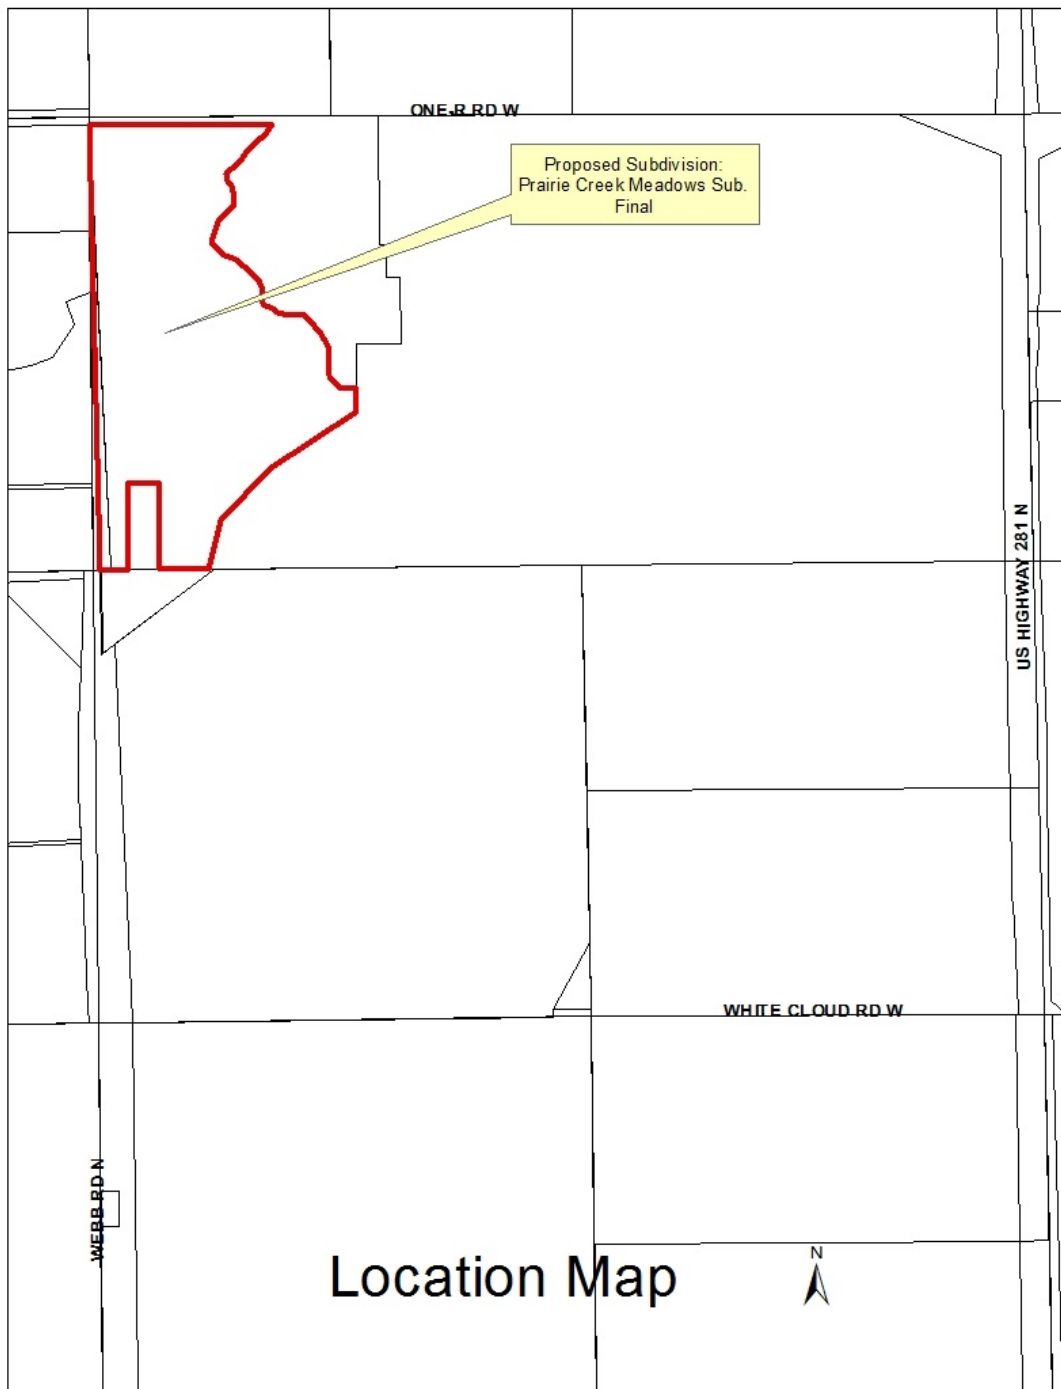 ONE-R RD W
Proposed Subdivision:
Prairie Creek Meadows Sub.
Final
US HIGHWAY 281 N
WHITE CLOUD RD W
WEBB RD N
Location Map
N